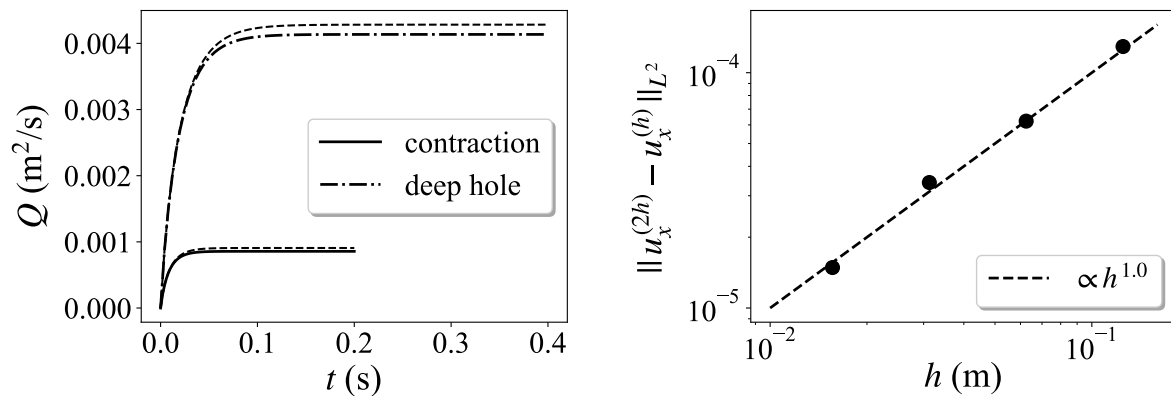 0.004
0.003
0.002
0.001
0.000
Q (m²/s)
contraction
deep hole
0.0 0.1 0.2 0.3 0.4
t (s)
10⁻⁴
10⁻⁵
||u_x^{(2h)} − u_x^{(h)}||_{L²}
∝h^{1.0}
10⁻² 10⁻¹
h (m)